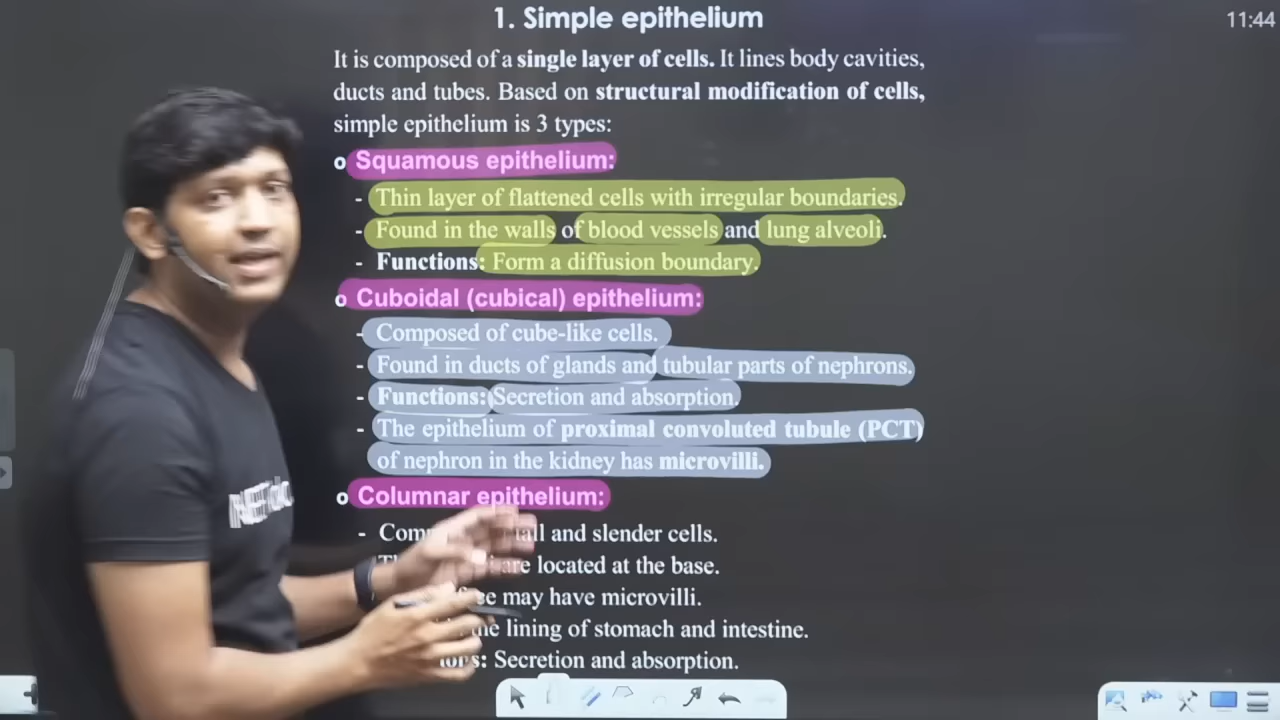 1. Simple epithelium
11:44
It is composed of a single layer of cells. It lines body cavities,
ducts and tubes. Based on structural modification of cells,
simple epithelium is 3 types:
o Squamous epithelium:
- Thin layer of flattened cells with irregular boundaries.
- Found in the walls of blood vessels and lung alveoli.
- Functions: Form a diffusion boundary.
o Cuboidal (cubical) epithelium:
- Composed of cube-like cells.
- Found in ducts of glands and tubular parts of nephrons.
- Functions: Secretion and absorption.
- The epithelium of proximal convoluted tubule (PCT)
of nephron in the kidney has microvilli.
o Columnar epithelium:
- tall and slender cells.
are located at the base.
may have microvilli.
lining of stomach and intestine.
Secretion and absorption.